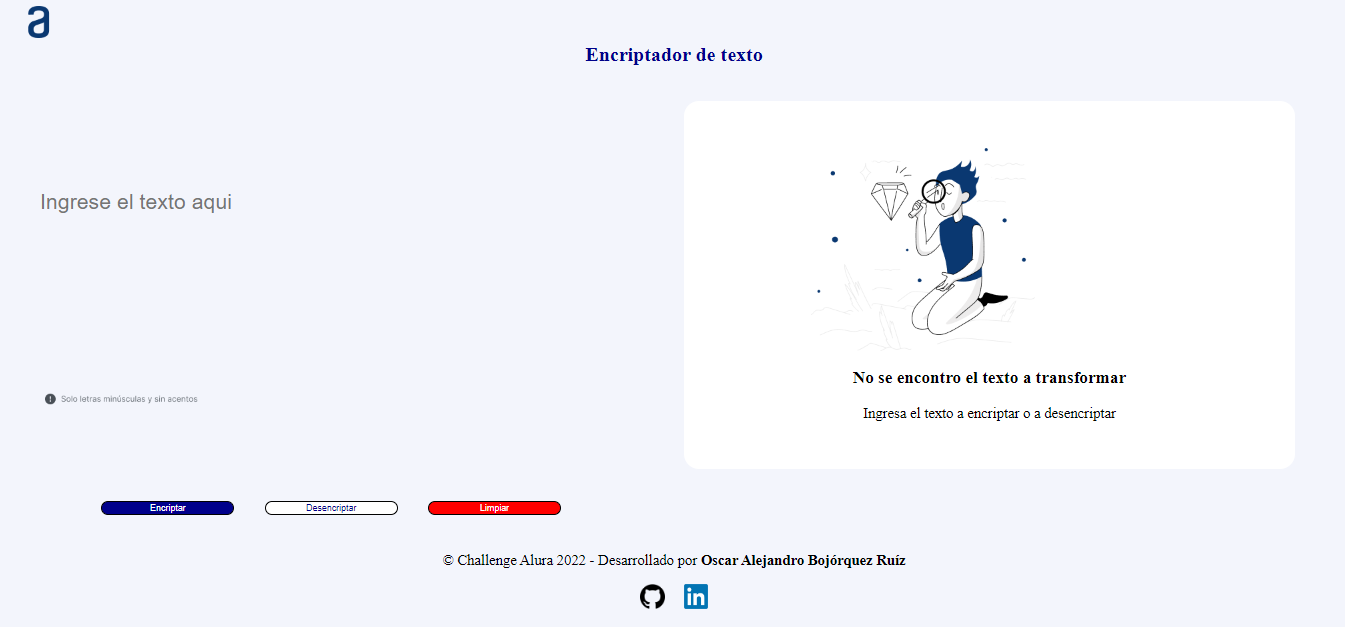 a
Encriptador de texto
Ingrese el texto aqui
Solo letras minúsculas y sin acentos
No se encontro el texto a transformar
Ingresa el texto a encriptar o a desencriptar
Encriptar Desencriptar Limpiar
© Challenge Alura 2022 - Desarrollado por Oscar Alejandro Bojórquez Ruíz
in